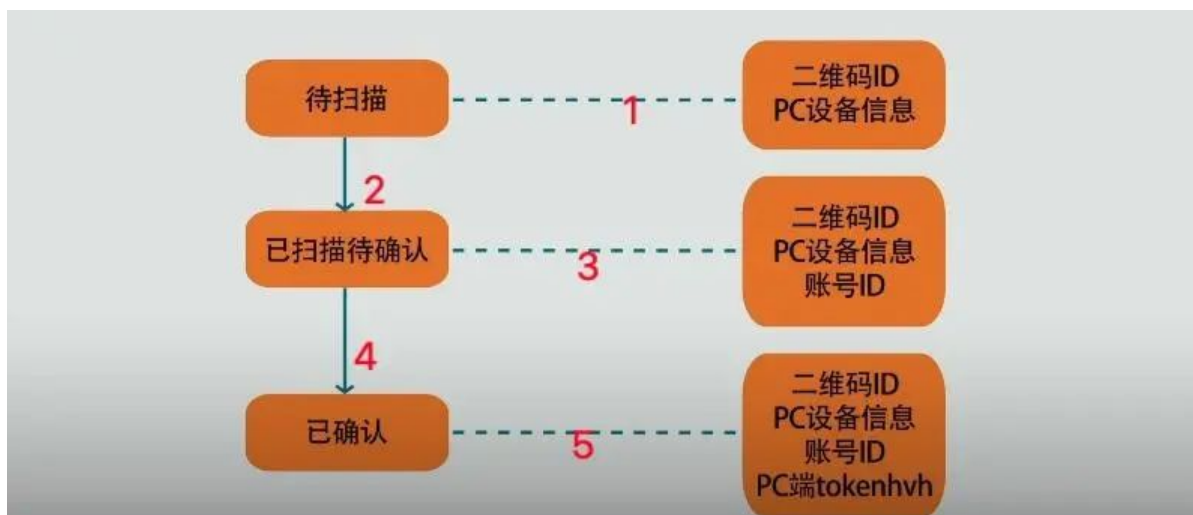 待扫描
1
二维码ID
PC设备信息
2
已扫描待确认
3
二维码ID
PC设备信息
账号ID
4
已确认
5
二维码ID
PC设备信息
账号ID
PC端tokenhvh